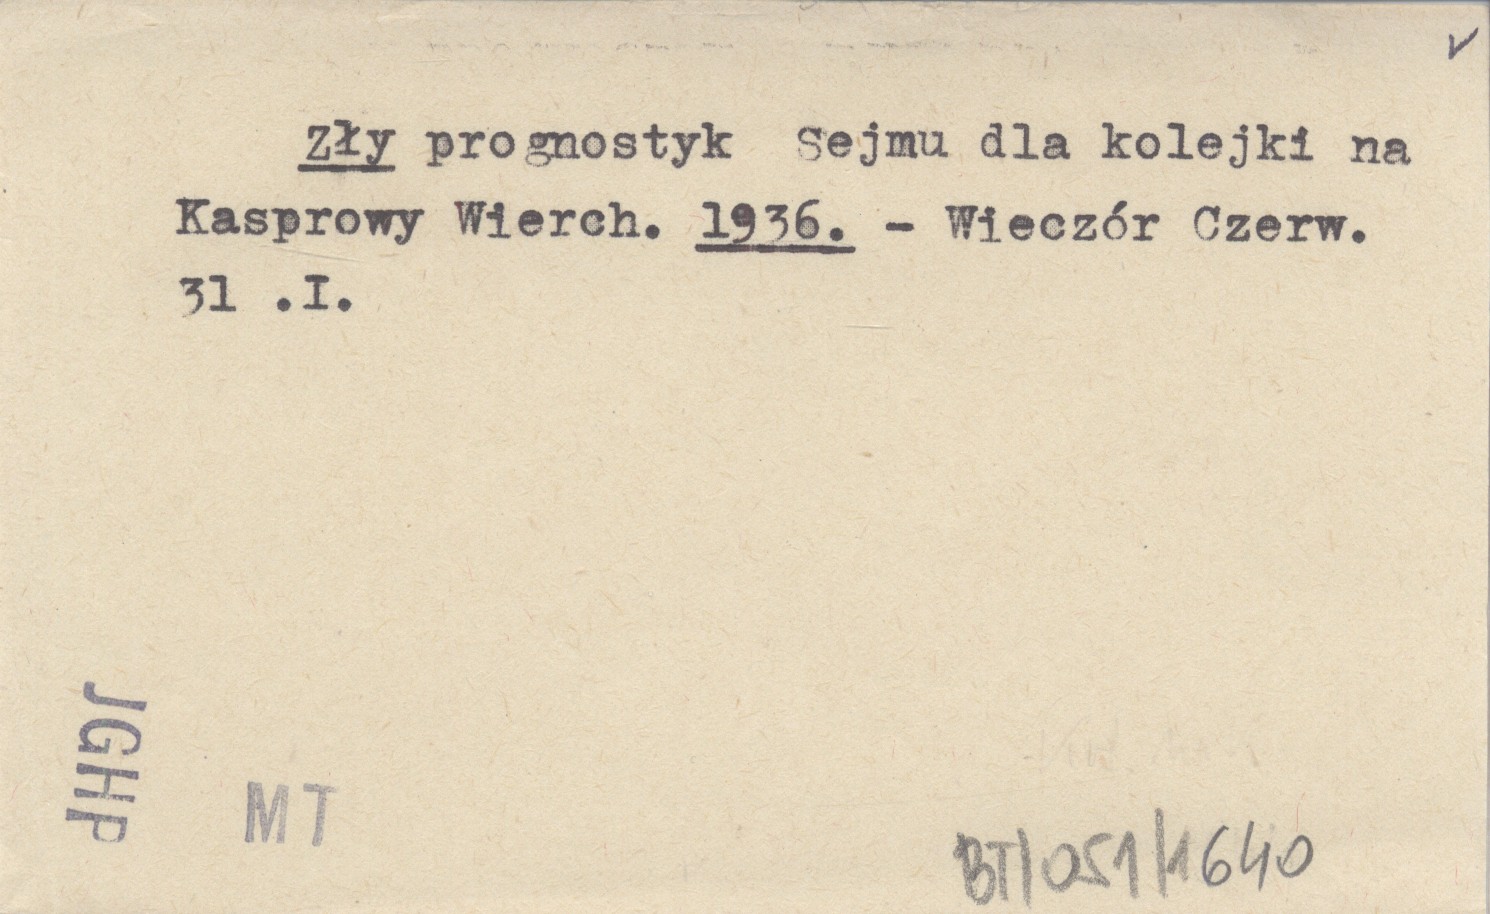 Zły prognostyk Sejmu dla kolejki na
Kasprowy Wierch. 1936. - Wieczór Czerw.
31 .I.
JGHP
MT
BT/051/1640